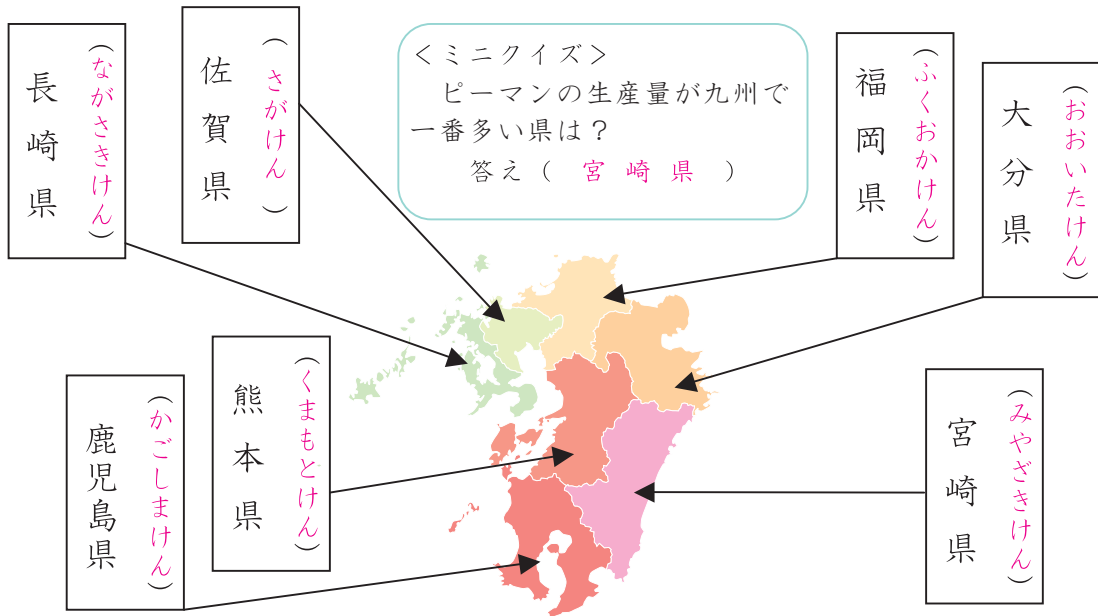 <ミニクイズ>
ピーマンの生産量が九州で
一番多い県は？
答え（ 宮崎県 ）
大分県
（おおいたけん）
福岡県
（ふくおかけん）
佐賀県
（さがけん）
長崎県
（ながさきけん）
宮崎県
（みやざきけん）
熊本県
（くまもとけん）
鹿児島県
（かごしまけん）